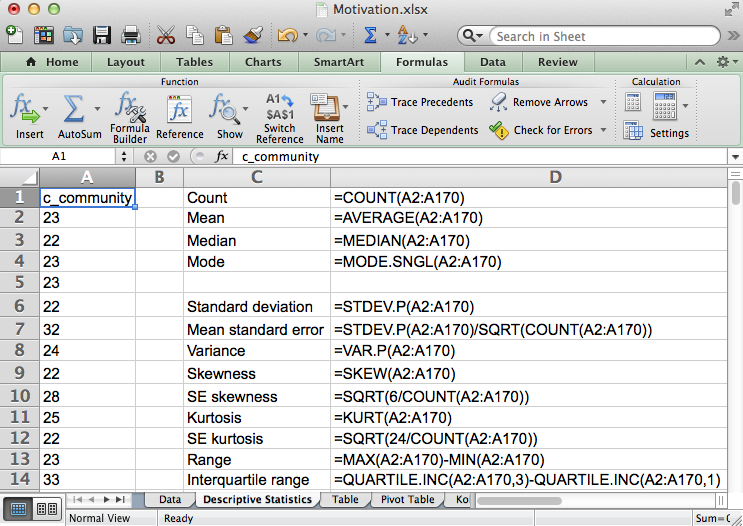 Motivation.xlsx
Search in Sheet
Home Layout Tables Charts SmartArt Formulas Data Review
Function Audit Formulas Calculation
fx Σ fx fx fx A1 $A$1
Insert AutoSum Formula Builder Reference Show Switch Reference Insert Name
Trace Precedents Remove Arrows
Trace Dependents Check for Errors Settings
A1 fx c_community
A B C D
1 c_community Count =COUNT(A2:A170)
2 23 Mean =AVERAGE(A2:A170)
3 22 Median =MEDIAN(A2:A170)
4 23 Mode =MODE.SNGL(A2:A170)
5 23
6 22 Standard deviation =STDEV.P(A2:A170)
7 32 Mean standard error =STDEV.P(A2:A170)/SQRT(COUNT(A2:A170))
8 24 Variance =VAR.P(A2:A170)
9 22 Skewness =SKEW(A2:A170)
10 28 SE skewness =SQRT(6/COUNT(A2:A170))
11 25 Kurtosis =KURT(A2:A170)
12 22 SE kurtosis =SQRT(24/COUNT(A2:A170))
13 23 Range =MAX(A2:A170)-MIN(A2:A170)
14 33 Interquartile range =QUARTILE.INC(A2:A170,3)-QUARTILE.INC(A2:A170,1)
Data Descriptive Statistics Table Pivot Table Ko
Normal View Ready Sum=